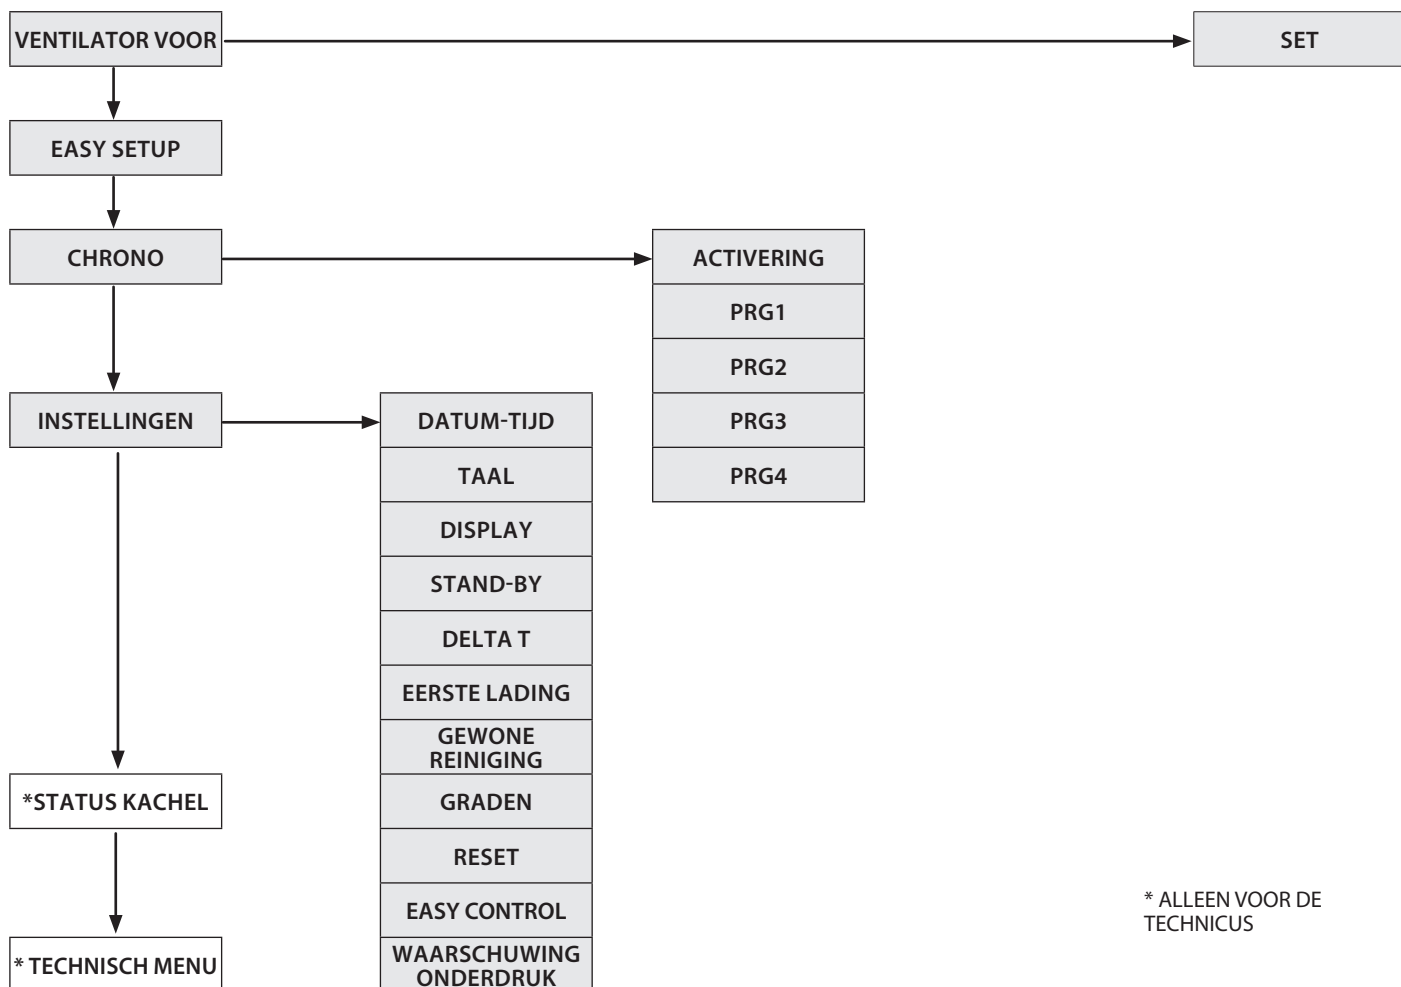 VENTILATOR VOOR
SET
EASY SETUP
CHRONO
ACTIVERING
PRG1
PRG2
PRG3
PRG4
INSTELLINGEN
DATUM-TIJD
TAAL
DISPLAY
STAND-BY
DELTA T
EERSTE LADING
GEWONE
REINIGING
GRADEN
RESET
EASY CONTROL
WAARSCHUWING
ONDERDRUK
*STATUS KACHEL
* TECHNISCH MENU
* ALLEEN VOOR DE
TECHNICUS